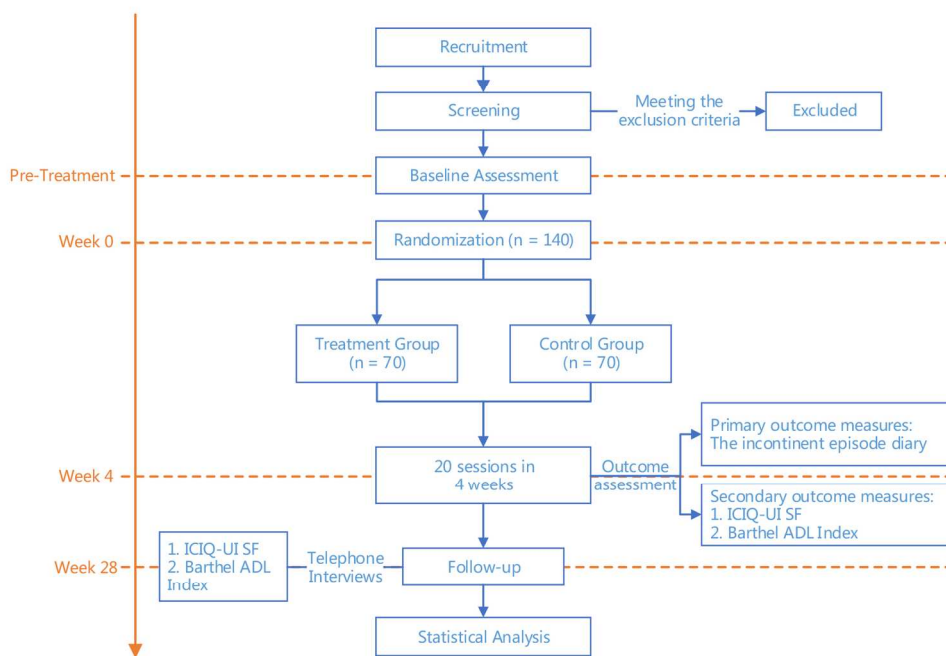 Recruitment
Screening
Meeting the
exclusion criteria
Excluded
Pre-Treatment
Baseline Assessment
Week 0
Randomization (n = 140)
Treatment Group
(n = 70)
Control Group
(n = 70)
Primary outcome measures:
The incontinent episode diary
Week 4
20 sessions in
4 weeks
Outcome
assessment
Secondary outcome measures:
1. ICIQ-UI SF
2. Barthel ADL Index
Week 28
1. ICIQ-UI SF
2. Barthel ADL
Index
Telephone
Interviews
Follow-up
Statistical Analysis